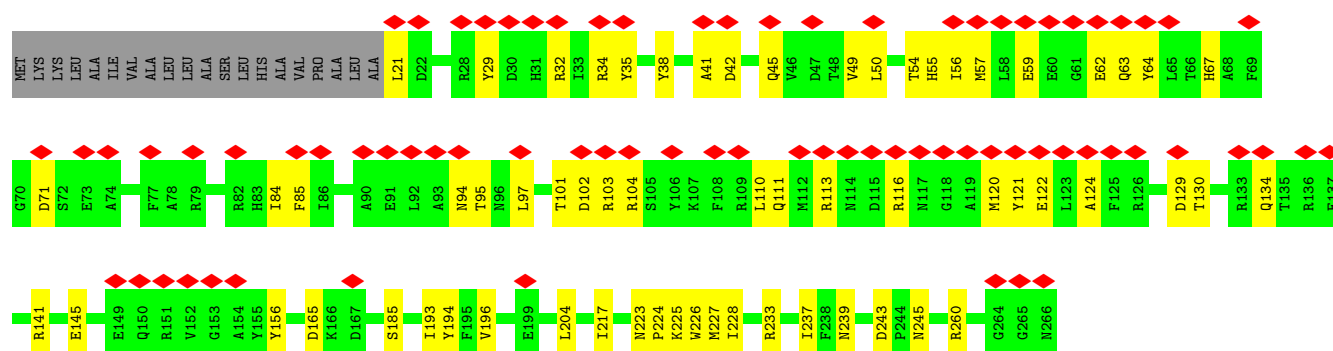 MET LYS LYS LEU ALA ILE VAL ALA LEU LEU ALA SER LEU HIS ALA VAL PRO ALA LEU ALA L21 D22 R28 Y29 D30 H31 R32 I33 R34 Y35 Y38 A41 D42 Q45 V46 D47 T48 V49 L50 T54 H55 I56 M57 L58 E59 E60 G61 E62 Q63 Y64 L65 T66 H67 A68 F69
G70 D71 S72 E73 A74 F77 A78 R79 R82 H83 I84 F85 I86 A90 E91 L92 A93 N94 T95 N96 L97 T101 D102 R103 R104 S105 Y106 K107 F108 R109 L110 Q111 M112 R113 N114 D115 R116 N117 G118 A119 M120 Y121 E122 L123 A124 F125 R126 D129 T130 R133 Q134 T135 R136
R141 E145 E149 Q150 R151 V152 G153 A154 Y155 Y156 D165 K166 D167 S185 I193 Y194 F195 V196 E199 L204 I217 N223 P224 K225 W226 M227 I228 R233 I237 F238 N239 D243 P244 N245 R260 G264 G265 N266